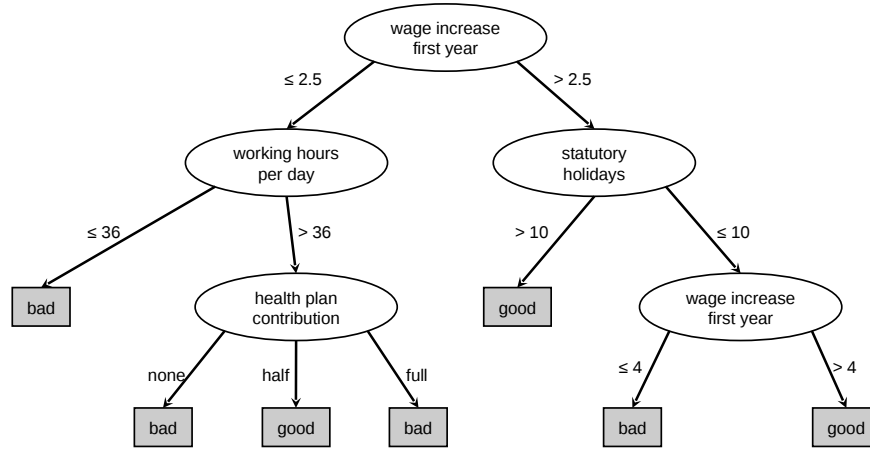 wage increase
first year
≤ 2.5
> 2.5
working hours
per day
statutory
holidays
≤ 36
> 36
> 10
≤ 10
bad
health plan
contribution
good
wage increase
first year
none
half
full
≤ 4
> 4
bad
good
bad
bad
good